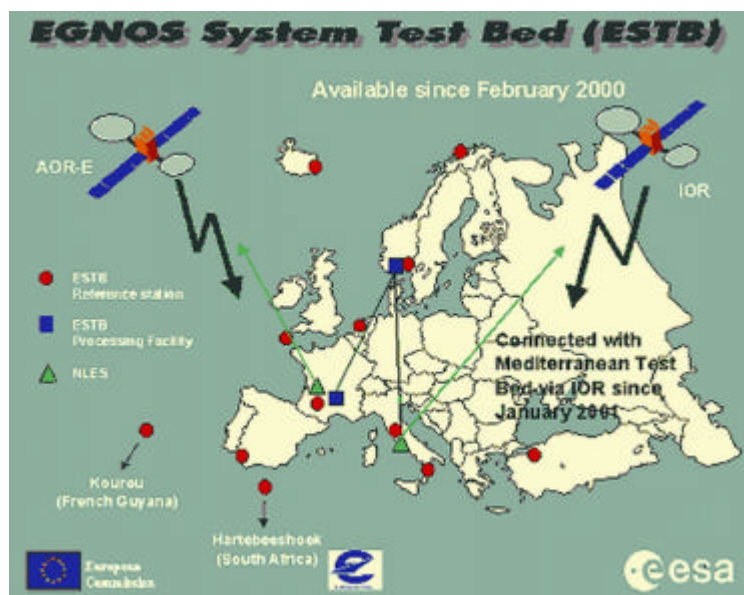 EGNOS System Test Bed (ESTB)
Available since February 2000
AOR-E
IOR
ESTB
Reference station
ESTB
Processing Facility
NLES
Connected with
Mediterranean Test
Bed via IOR since
January 2001
Kourou
(French Guyana)
Hartebeeshoek
(South Africa)
European
Commission
esa